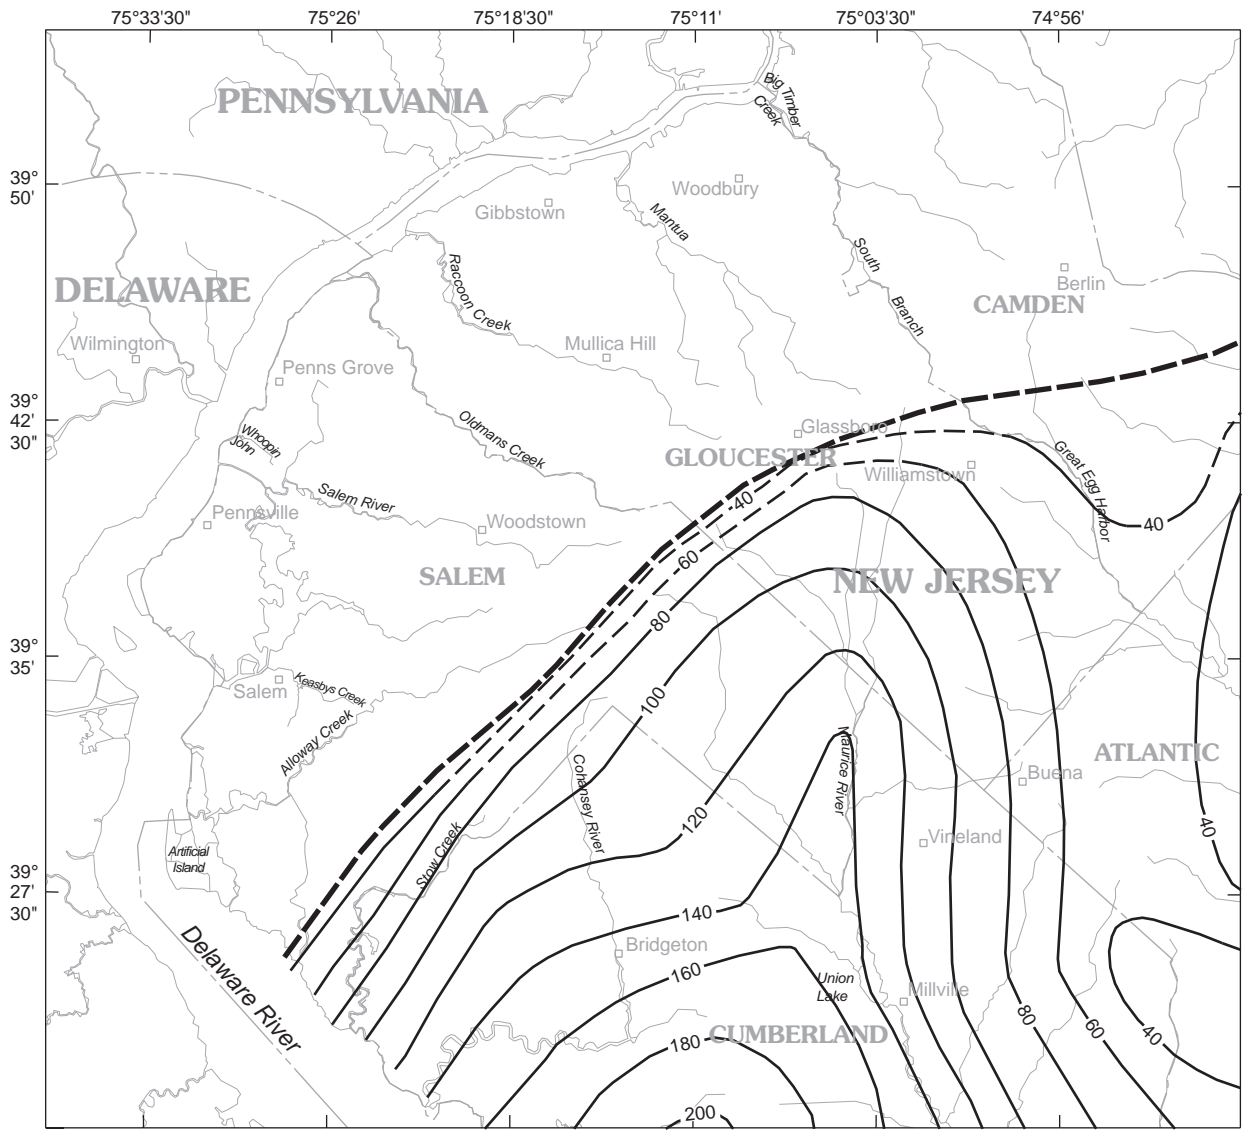 75°33'30"
75°26'
75°18'30"
75°11'
75°03'30"
74°56'
PENNSYLVANIA
Big Timber
Creek
39°
50'
Woodbury
Gibbstown
Mantua
South
Branch
Raccoon
Creek
DELAWARE
Berlin
CAMDEN
Wilmington
Mullica Hill
Penns Grove
39°
42'
30"
Oldmans Creek
Glassboro
Whoopin
John
GLOUCESTER
Williamstown
Great Egg Harbor
Salem River
40
Pennsville
Woodstown
40
60
SALEM
NEW JERSEY
80
39°
35'
Salem
Keasbys Creek
100
Alloway Creek
Maurice River
ATLANTIC
Cohansey River
Buena
120
40
Vineland
Artificial
Island
Stow Creek
39°
27'
30"
140
Bridgeton
160
Union
Lake
Millville
Delaware River
CUMBERLAND
80
60
40
180
200